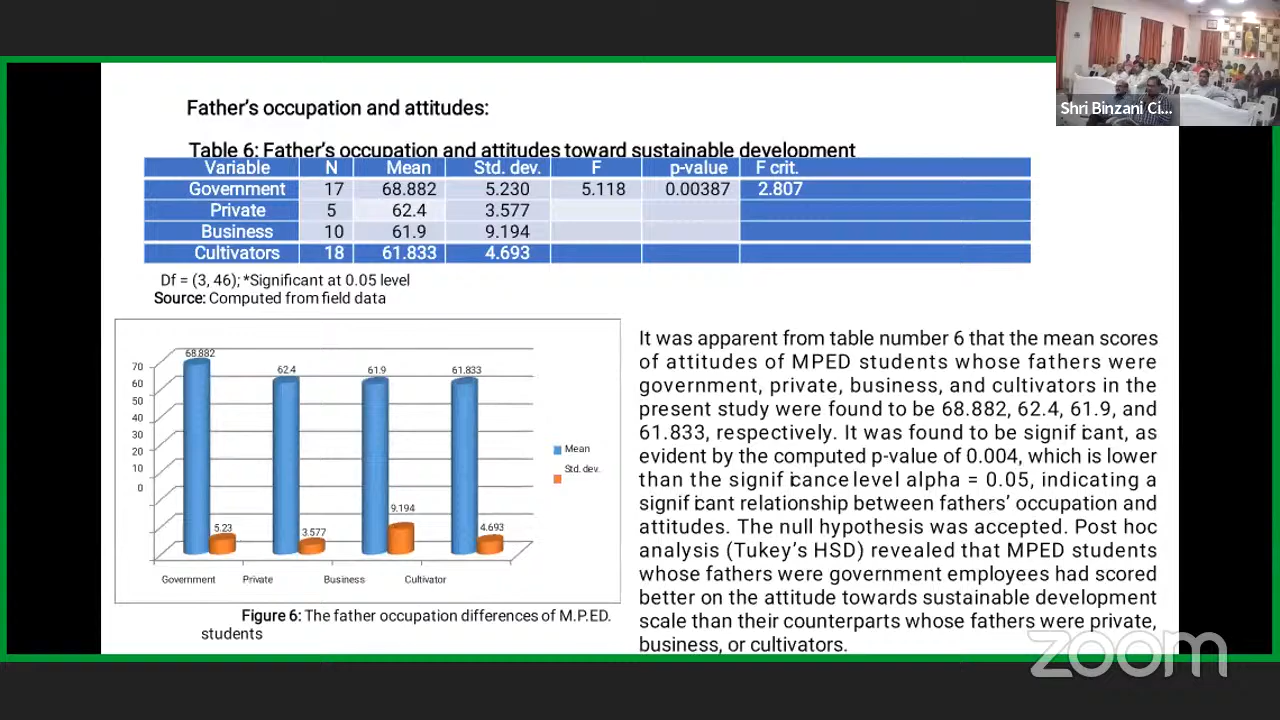 Shri Binzani Ci...
Father's occupation and attitudes:
Table 6: Father's occupation and attitudes toward sustainable development
Variable N Mean Std. dev. F p-value F crit.
Government 17 68.882 5.230 5.118 0.00387 2.807
Private 5 62.4 3.577
Business 10 61.9 9.194
Cultivators 18 61.833 4.693
Df = (3, 46); *Significant at 0.05 level
Source: Computed from field data
68.882
62.4
61.9
61.833
70
60
50
40
30
20
10
0
5.23
3.577
9.194
4.693
Mean
Std. dev.
Government Private Business Cultivator
Figure 6: The father occupation differences of M.P.ED.
students
It was apparent from table number 6 that the mean scores
of attitudes of MPED students whose fathers were
government, private, business, and cultivators in the
present study were found to be 68.882, 62.4, 61.9, and
61.833, respectively. It was found to be significant, as
evident by the computed p-value of 0.004, which is lower
than the significance level alpha = 0.05, indicating a
significant relationship between fathers' occupation and
attitudes. The null hypothesis was accepted. Post hoc
analysis (Tukey's HSD) revealed that MPED students
whose fathers were government employees had scored
better on the attitude towards sustainable development
scale than their counterparts whose fathers were private,
business, or cultivators.
zoom